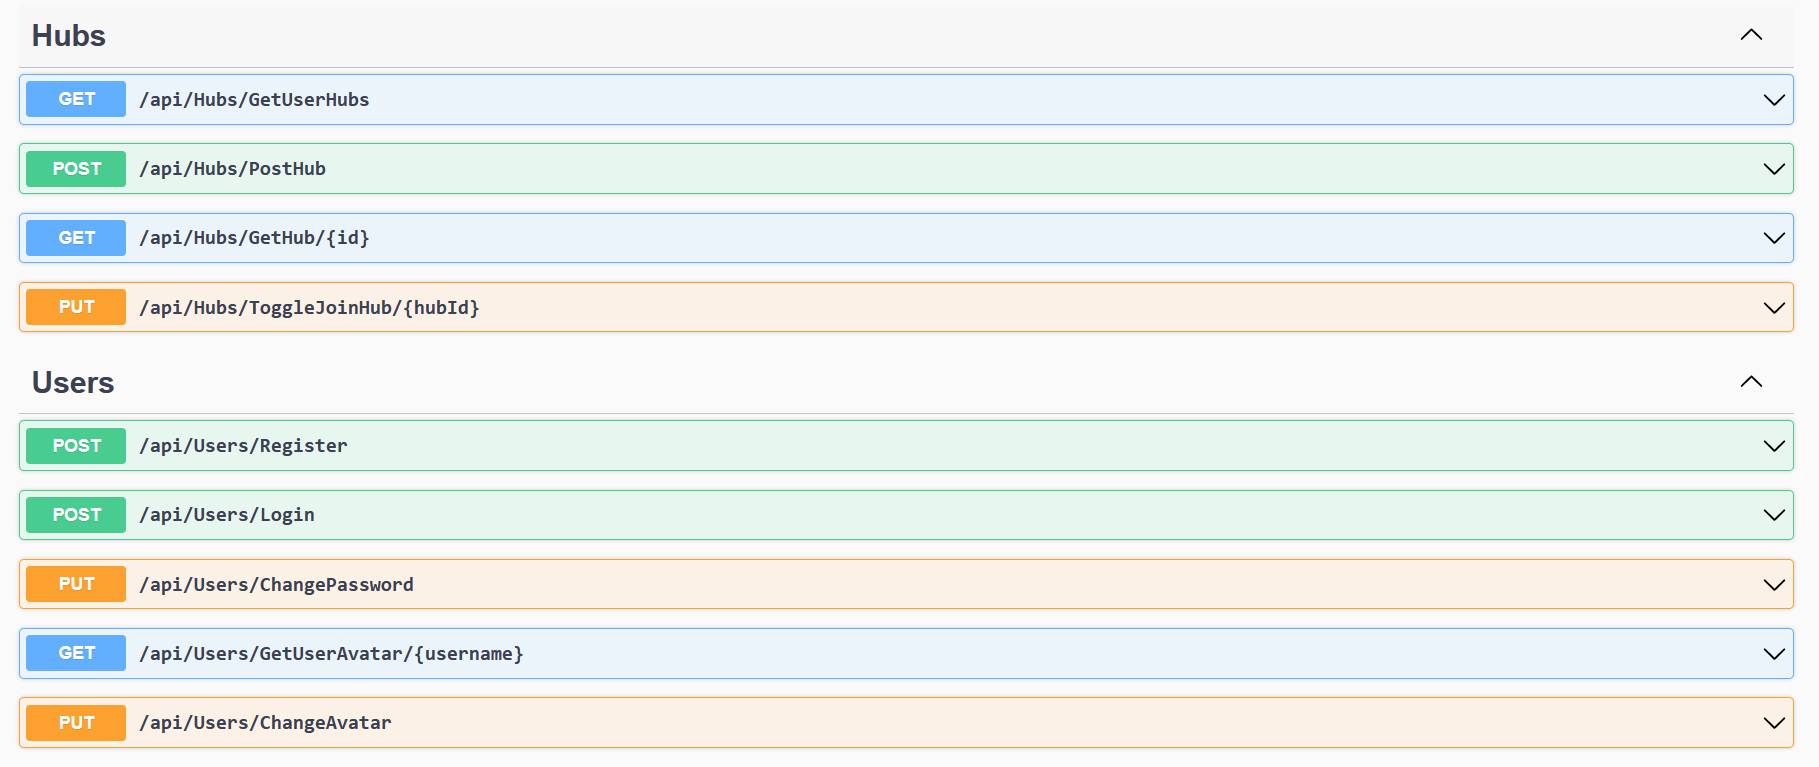 Hubs
GET /api/Hubs/GetUserHubs
POST /api/Hubs/PostHub
GET /api/Hubs/GetHub/{id}
PUT /api/Hubs/ToggleJoinHub/{hubId}
Users
POST /api/Users/Register
POST /api/Users/Login
PUT /api/Users/ChangePassword
GET /api/Users/GetUserAvatar/{username}
PUT /api/Users/ChangeAvatar